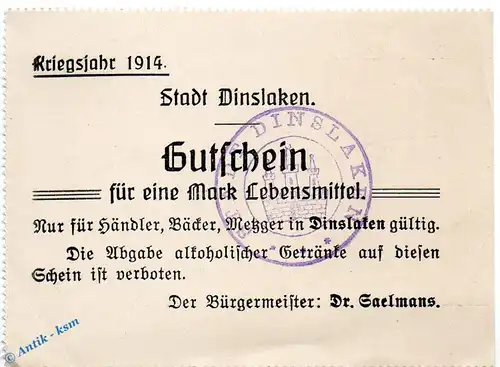 Kriegsjahr 1914.
Stadt Dinslaken.
Gutschein
für eine Mark Lebensmittel.
Nur für Händler, Bäcker, Metzger in Dinslaken gültig.
Die Abgabe alkoholischer Getränke auf diesen
Schein ist verboten.
Der Bürgermeister: Dr. Saelmans.
DINSLAKEN
Antik - ksm